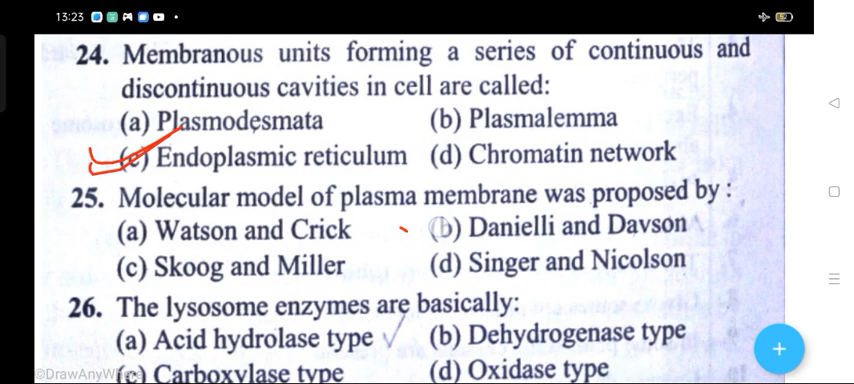 13:23
24. Membranous units forming a series of continuous and
discontinuous cavities in cell are called:
(a) Plasmodesmata (b) Plasmalemma
(c) Endoplasmic reticulum (d) Chromatin network
25. Molecular model of plasma membrane was proposed by :
(a) Watson and Crick (b) Danielli and Davson
(c) Skoog and Miller (d) Singer and Nicolson
26. The lysosome enzymes are basically:
(a) Acid hydrolase type (b) Dehydrogenase type
(c) Carboxylase type (d) Oxidase type
©DrawAnyWhere